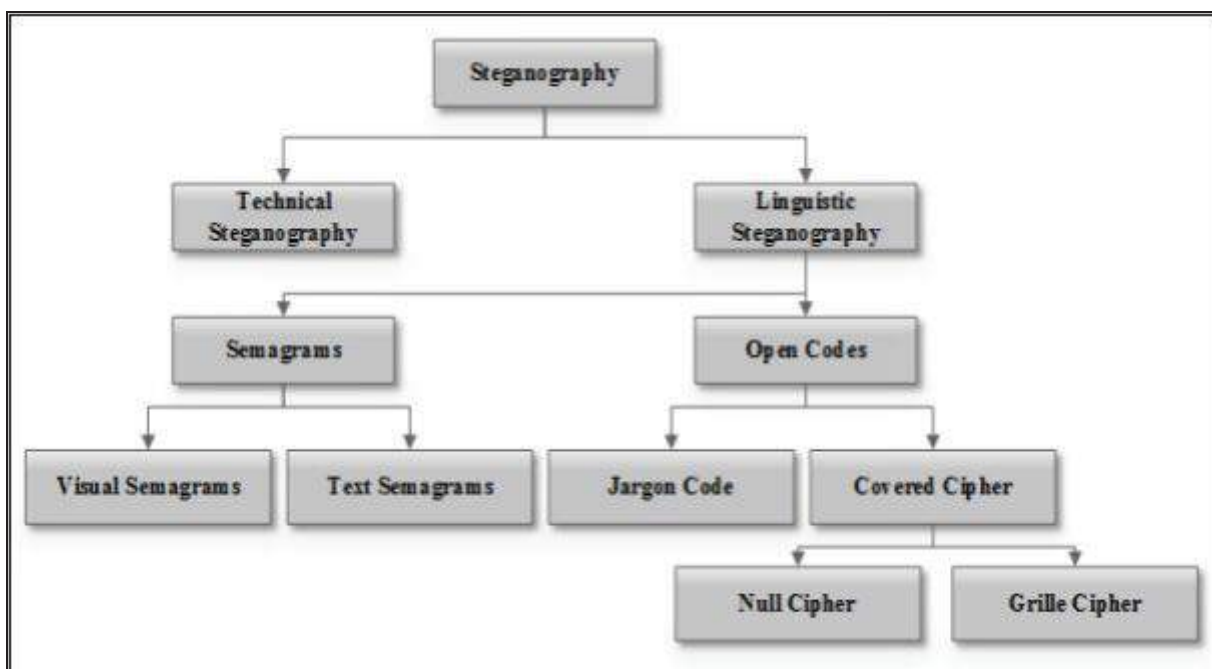 Steganography
Technical
Steganography
Linguistic
Steganography
Semagrams
Open Codes
Visual Semagrams
Text Semagrams
Jargon Code
Covered Cipher
Null Cipher
Grille Cipher